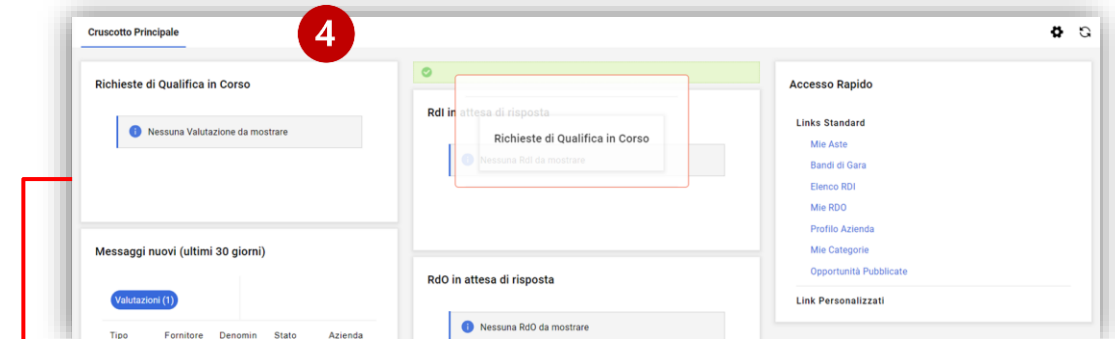 Cruscotto Principale
4
Richieste di Qualifica in Corso
Nessuna Valutazione da mostrare
Messaggi nuovi (ultimi 30 giorni)
Valutazioni (1)
Tipo Fornitore Denomin Stato Azienda
RdI in attesa di risposta
Richieste di Qualifica in Corso
Nessuna RdI da mostrare
RdO in attesa di risposta
Nessuna RdO da mostrare
Accesso Rapido
Links Standard
Mie Aste
Bandi di Gara
Elenco RDI
Mie RDO
Profilo Azienda
Mie Categorie
Opportunità Pubblicate
Link Personalizzati